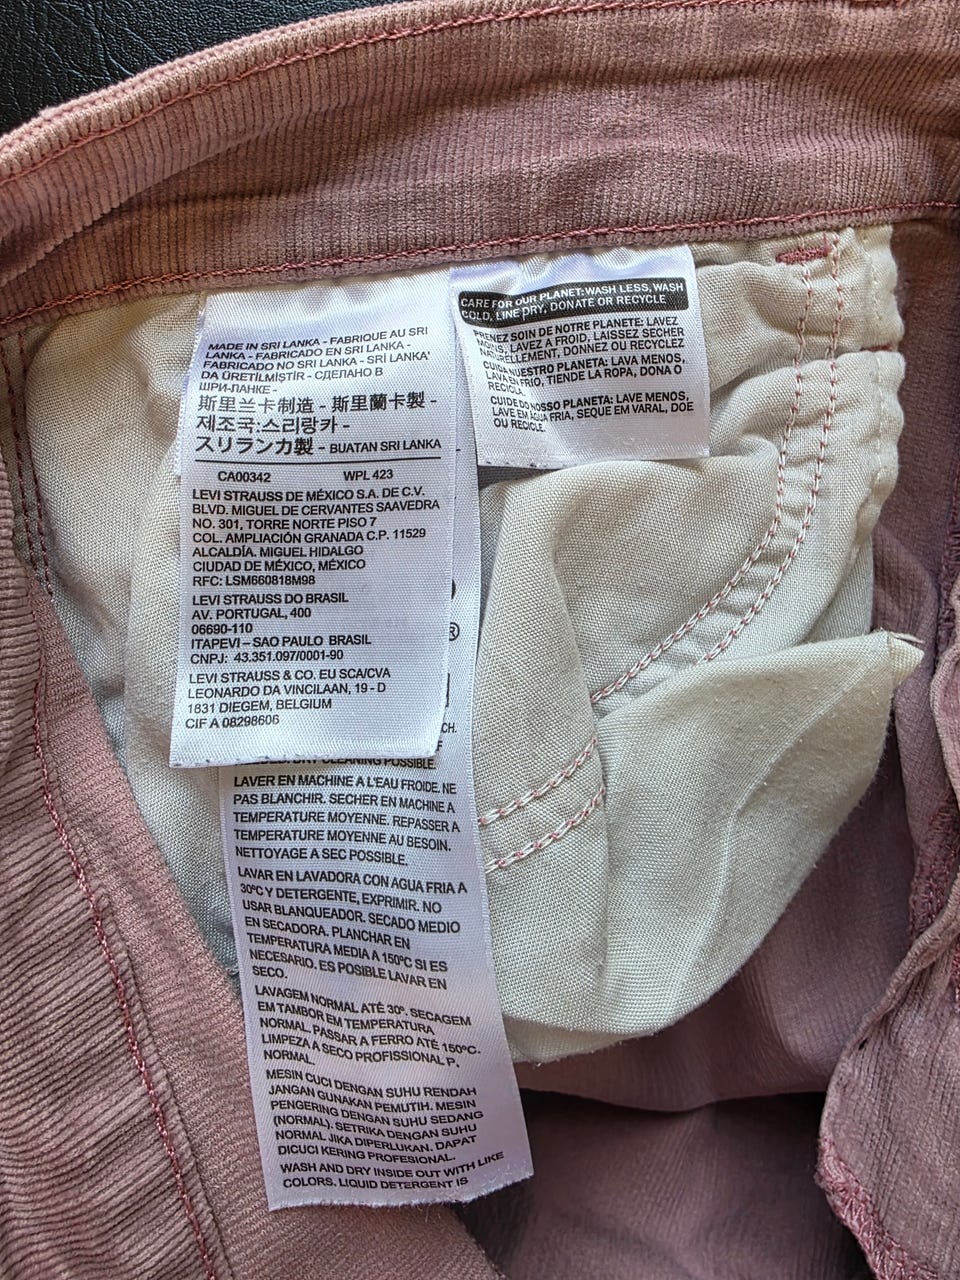 MADE IN SRI LANKA - FABRIQUE AU SRI
LANKA - FABRICADO EN SRI LANKA -
FABRICADO NO SRI LANKA - SRİ LANKA'
DA ÜRETİLMİŞTİR - СДЕЛАНО В
ШРИ-ЛАНКЕ -
斯里兰卡制造 - 斯里蘭卡製 -
제조국:스리랑카 -
スリランカ製 - BUATAN SRI LANKA
CA00342 WPL 423
LEVI STRAUSS DE MÉXICO S.A. DE C.V.
BLVD. MIGUEL DE CERVANTES SAAVEDRA
NO. 301, TORRE NORTE PISO 7
COL. AMPLIACIÓN GRANADA C.P. 11529
ALCALDÍA. MIGUEL HIDALGO
CIUDAD DE MÉXICO, MÉXICO
RFC: LSM660818M98
LEVI STRAUSS DO BRASIL
AV. PORTUGAL, 400
06690-110
ITAPEVI – SAO PAULO BRASIL
CNPJ: 43.351.097/0001-90
LEVI STRAUSS & CO. EU SCA/CVA
LEONARDO DA VINCILAAN, 19 - D
1831 DIEGEM, BELGIUM
CIF A 08298606
CARE FOR OUR PLANET: WASH LESS, WASH
COLD, LINE DRY, DONATE OR RECYCLE
PRENEZ SOIN DE NOTRE PLANETE: LAVEZ
MOINS, LAVEZ A FROID, LAISSEZ SECHER
NATURELLEMENT, DONNEZ OU RECYCLEZ
CUIDA NUESTRO PLANETA: LAVA MENOS,
LAVA EN FRIO, TIENDE LA ROPA, DONA O
RECICLA.
CUIDE DO NOSSO PLANETA: LAVE MENOS,
LAVE EM AGUA FRIA, SEQUE EM VARAL, DOE
OU RECICLE.
®
CH.
F
DRY CLEANING POSSIBLE.
LAVER EN MACHINE A L'EAU FROIDE. NE
PAS BLANCHIR. SECHER EN MACHINE A
TEMPERATURE MOYENNE. REPASSER A
TEMPERATURE MOYENNE AU BESOIN.
NETTOYAGE A SEC POSSIBLE.
LAVAR EN LAVADORA CON AGUA FRIA A
30ºC Y DETERGENTE, EXPRIMIR. NO
USAR BLANQUEADOR. SECADO MEDIO
EN SECADORA. PLANCHAR EN
TEMPERATURA MEDIA A 150ºC SI ES
NECESARIO. ES POSIBLE LAVAR EN
SECO.
LAVAGEM NORMAL ATÉ 30º. SECAGEM
EM TAMBOR EM TEMPERATURA
NORMAL. PASSAR A FERRO ATÉ 150ºC.
LIMPEZA A SECO PROFISSIONAL P.
NORMAL.
MESIN CUCI DENGAN SUHU RENDAH
JANGAN GUNAKAN PEMUTIH. MESIN
PENGERING DENGAN SUHU SEDANG
(NORMAL). SETRIKA DENGAN SUHU
NORMAL JIKA DIPERLUKAN. DAPAT
DICUCI KERING PROFESIONAL.
WASH AND DRY INSIDE OUT WITH LIKE
COLORS. LIQUID DETERGENT IS